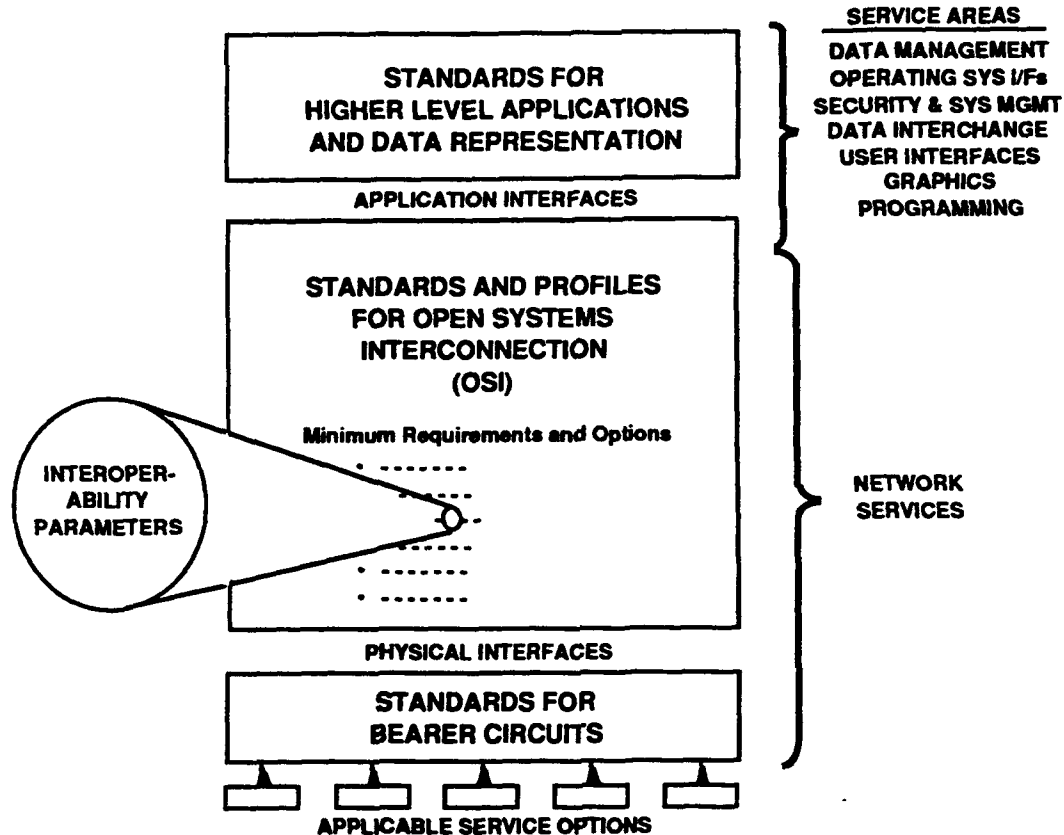 SERVICE AREAS
DATA MANAGEMENT
OPERATING SYS I/Fs
SECURITY & SYS MGMT
DATA INTERCHANGE
USER INTERFACES
GRAPHICS
PROGRAMMING
STANDARDS FOR
HIGHER LEVEL APPLICATIONS
AND DATA REPRESENTATION
APPLICATION INTERFACES
STANDARDS AND PROFILES
FOR OPEN SYSTEMS
INTERCONNECTION
(OSI)
Minimum Requirements and Options
INTEROPER-
ABILITY
PARAMETERS
NETWORK
SERVICES
PHYSICAL INTERFACES
STANDARDS FOR
BEARER CIRCUITS
APPLICABLE SERVICE OPTIONS